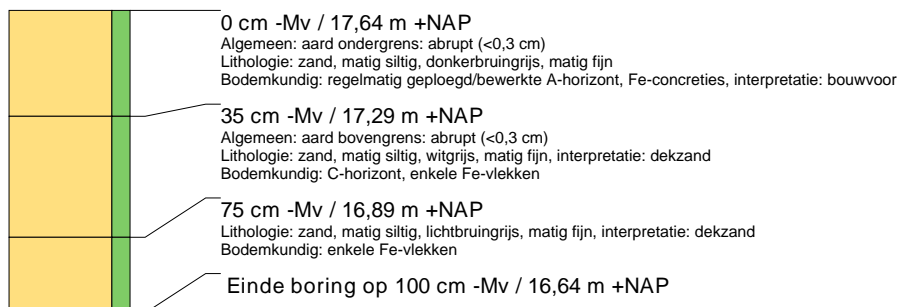 0 cm -Mv / 17,64 m +NAP
Algemeen: aard ondergrens: abrupt (<0,3 cm)
Lithologie: zand, matig siltig, donkerbruingrijs, matig fijn
Bodemkundig: regelmatig geploegd/bewerkte A-horizont, Fe-concreties, interpretatie: bouwvoor
35 cm -Mv / 17,29 m +NAP
Algemeen: aard bovengrens: abrupt (<0,3 cm)
Lithologie: zand, matig siltig, witgrijs, matig fijn, interpretatie: dekzand
Bodemkundig: C-horizont, enkele Fe-vlekken
75 cm -Mv / 16,89 m +NAP
Lithologie: zand, matig siltig, lichtbruingrijs, matig fijn, interpretatie: dekzand
Bodemkundig: enkele Fe-vlekken
Einde boring op 100 cm -Mv / 16,64 m +NAP